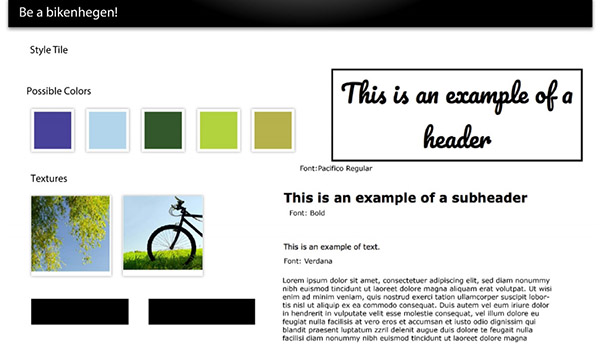 Be a bikenhegen!
Style Tile
Possible Colors
This is an example of a
header
Font:Pacifico Regular
Textures
This is an example of a subheader
Font: Bold
This is an example of text.
Font: Verdana
Lorem ipsum dolor sit amet, consectetuer adipiscing elit, sed diam nonummy
nibh euismod tincidunt ut laoreet dolore magna aliquam erat volutpat. Ut wisi
enim ad minim veniam, quis nostrud exerci tation ullamcorper suscipit lobor-
tis nisl ut aliquip ex ea commodo consequat. Duis autem vel eum iriure dolor
in hendrerit in vulputate velit esse molestie consequat, vel illum dolore eu
feugiat nulla facilisis at vero eros et accumsan et iusto odio dignissim qui
blandit praesent luptatum zzril delenit augue duis dolore te feugait nulla
facilisi diam nonummy nibh euismod tincidunt ut laoreet dolore magna